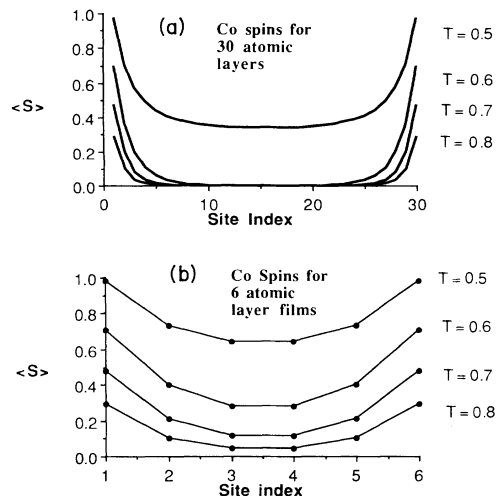 (a)
Co spins for
30 atomic
layers
<S>
1.0
0.8
0.6
0.4
0.2
0.0
0
10
20
30
Site Index
T = 0.5
T = 0.6
T = 0.7
T = 0.8
(b)
Co Spins for
6 atomic
layer films
<S>
1.0
0.8
0.6
0.4
0.2
0.0
1
2
3
4
5
6
Site index
T = 0.5
T = 0.6
T = 0.7
T = 0.8